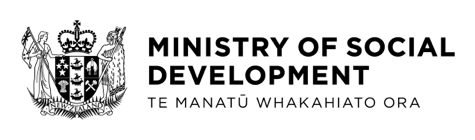 MINISTRY OF SOCIAL
DEVELOPMENT
TE MANATŪ WHAKAHIATO ORA